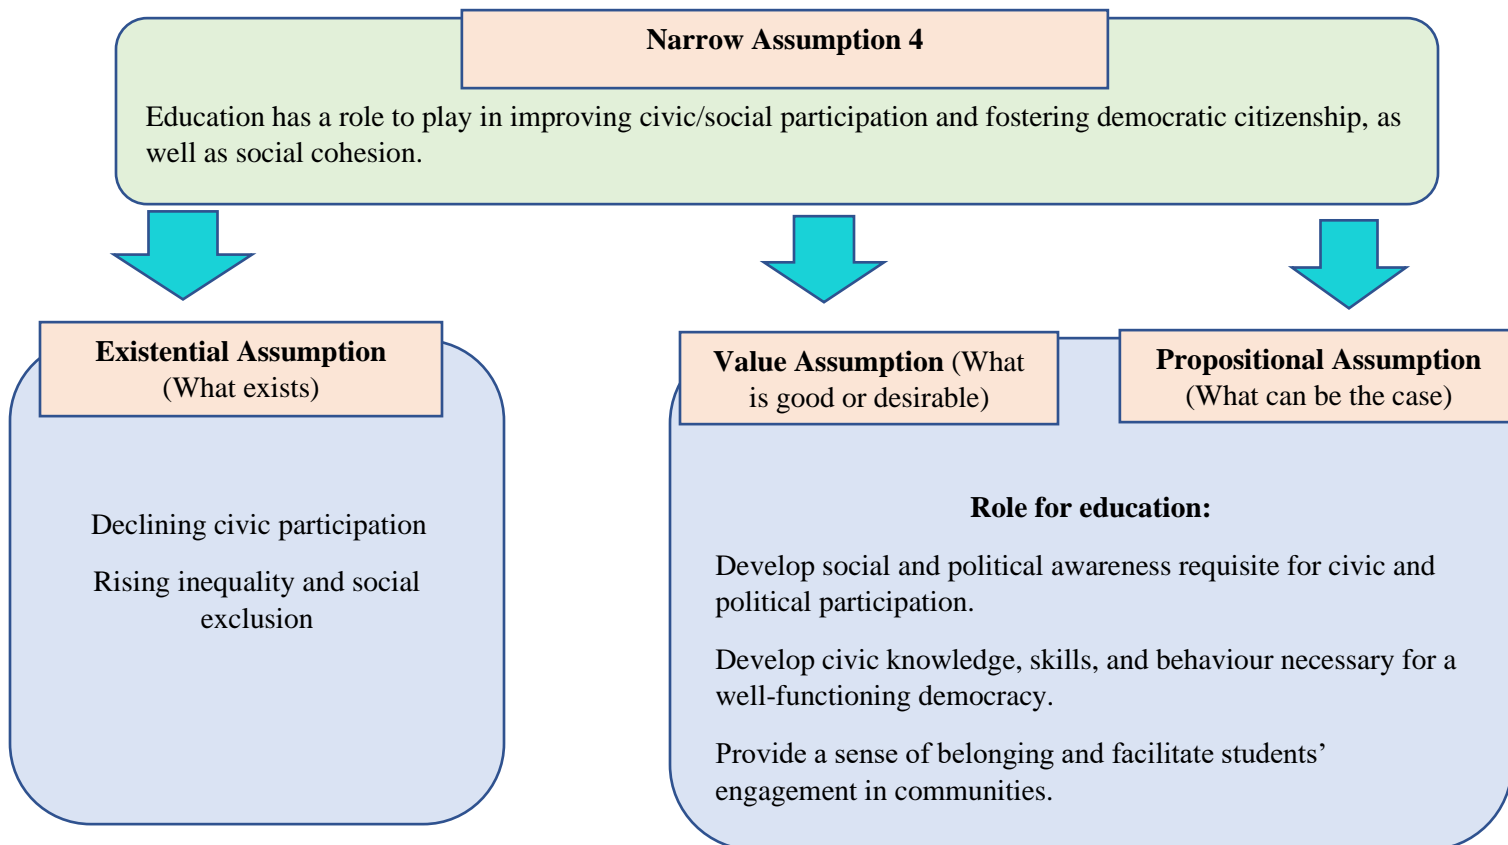 Narrow Assumption 4
Education has a role to play in improving civic/social participation and fostering democratic citizenship, as
well as social cohesion.
Existential Assumption
(What exists)
Declining civic participation
Rising inequality and social
exclusion
Value Assumption (What
is good or desirable)
Propositional Assumption
(What can be the case)
Role for education:
Develop social and political awareness requisite for civic and
political participation.
Develop civic knowledge, skills, and behaviour necessary for a
well-functioning democracy.
Provide a sense of belonging and facilitate students’
engagement in communities.